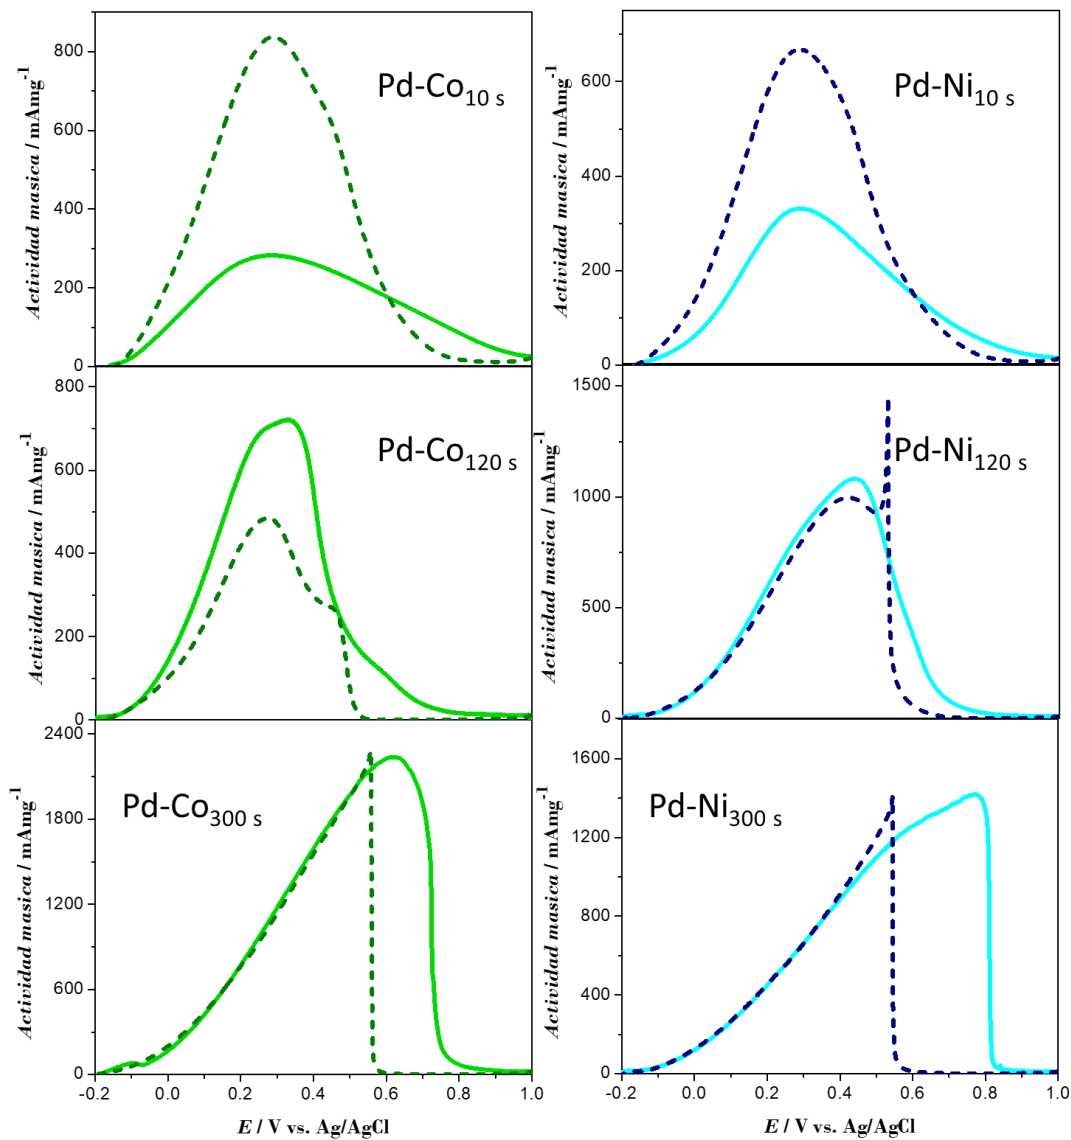 800
600
400
200
0
Actividad masica / mAmg-1
Pd-Co10 s
600
400
200
0
Actividad masica / mAmg-1
Pd-Ni10 s
800
600
400
200
0
Actividad masica / mAmg-1
Pd-Co120 s
1500
1000
500
0
Actividad masica / mAmg-1
Pd-Ni120 s
2400
1800
1200
600
0
Actividad masica / mAmg-1
Pd-Co300 s
-0.2 0.0 0.2 0.4 0.6 0.8 1.0
E / V vs. Ag/AgCl
1600
1200
800
400
0
Actividad masica / mAmg-1
Pd-Ni300 s
-0.2 0.0 0.2 0.4 0.6 0.8 1.0
E / V vs. Ag/AgCl